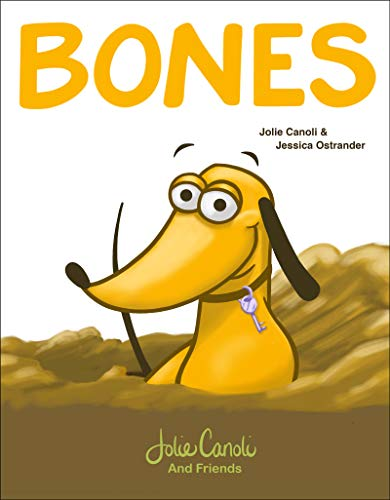 BONES
Jolie Canoli &
Jessica Ostrander
Jolie Canoli
And Friends